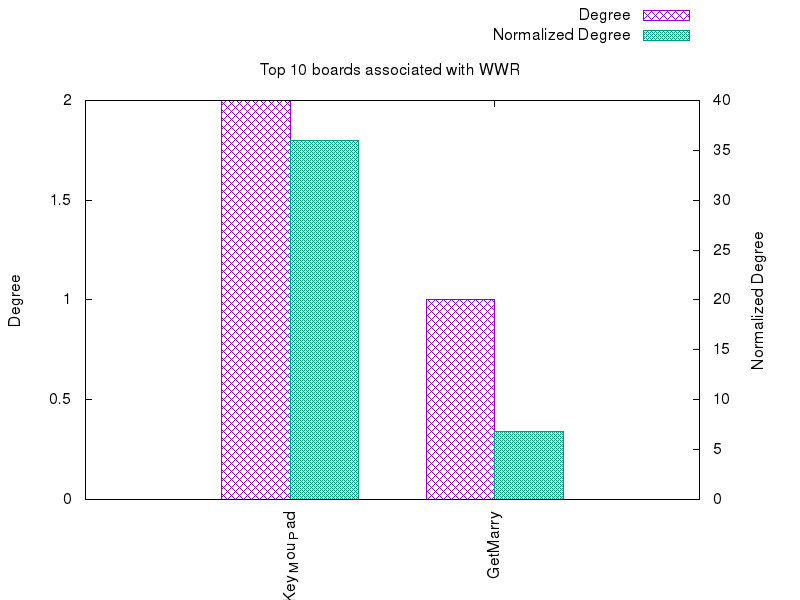 Degree
Normalized Degree
Top 10 boards associated with WWR
2
1.5
1
0.5
0
40
35
30
25
20
15
10
5
0
Degree
Normalized Degree
KeyMouPad
GetMarry